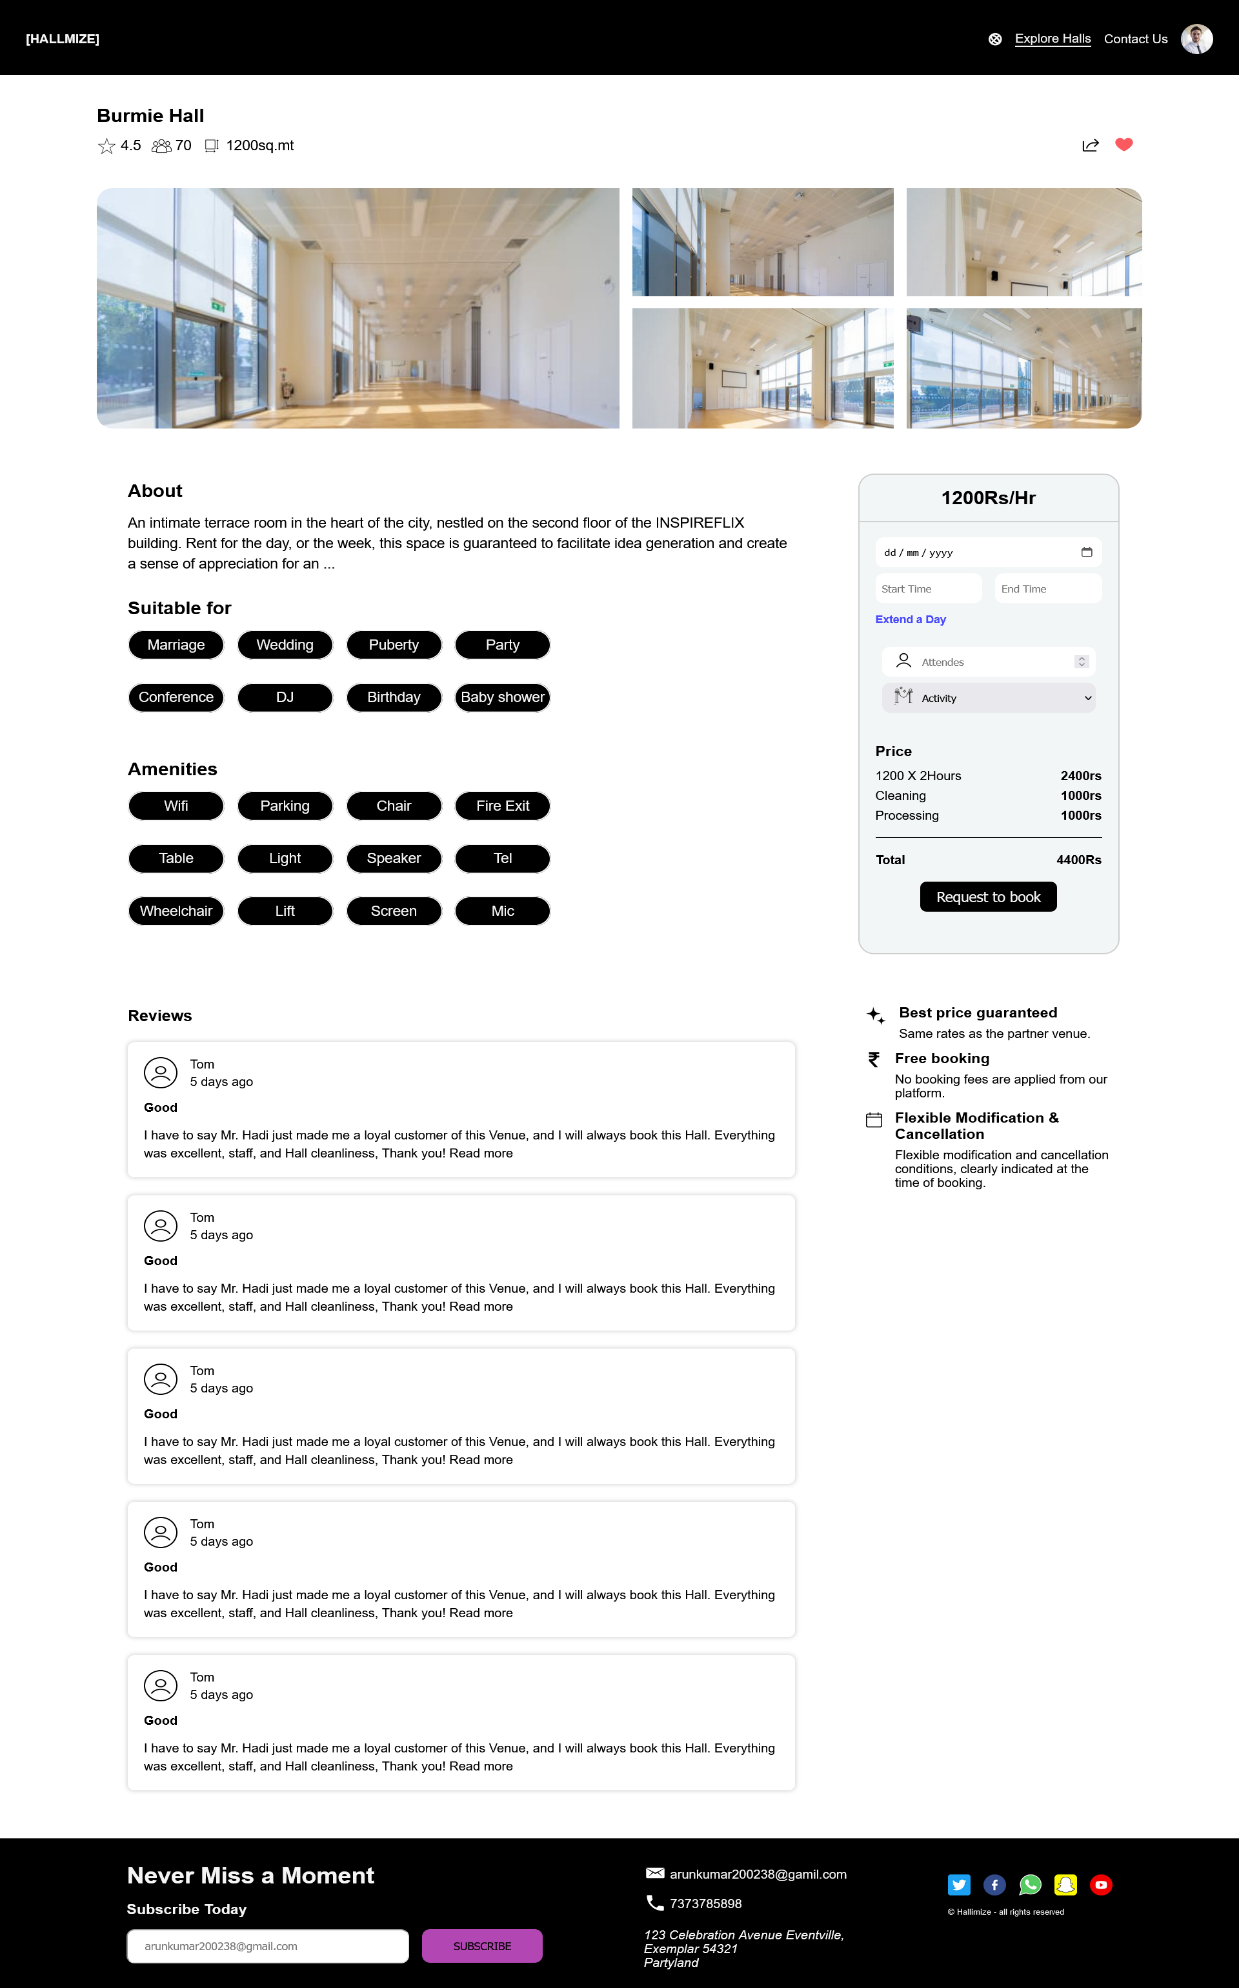 [HALLMIZE]
Explore Halls
Contact Us
Burmie Hall
4.5
70
1200sq.mt
About
An intimate terrace room in the heart of the city, nestled on the second floor of the INSPIREFLIX
building. Rent for the day, or the week, this space is guaranteed to facilitate idea generation and create
a sense of appreciation for an ...
Suitable for
Marriage Wedding Puberty Party
Conference DJ Birthday Baby shower
Amenities
Wifi Parking Chair Fire Exit
Table Light Speaker Tel
Wheelchair Lift Screen Mic
1200Rs/Hr
dd / mm / yyyy
Start Time End Time
Extend a Day
Attendes
Activity
Price
1200 X 2Hours 2400rs
Cleaning 1000rs
Processing 1000rs
Total 4400Rs
Request to book
Reviews
Tom
5 days ago
Good
I have to say Mr. Hadi just made me a loyal customer of this Venue, and I will always book this Hall. Everything
was excellent, staff, and Hall cleanliness, Thank you! Read more
Tom
5 days ago
Good
I have to say Mr. Hadi just made me a loyal customer of this Venue, and I will always book this Hall. Everything
was excellent, staff, and Hall cleanliness, Thank you! Read more
Tom
5 days ago
Good
I have to say Mr. Hadi just made me a loyal customer of this Venue, and I will always book this Hall. Everything
was excellent, staff, and Hall cleanliness, Thank you! Read more
Tom
5 days ago
Good
I have to say Mr. Hadi just made me a loyal customer of this Venue, and I will always book this Hall. Everything
was excellent, staff, and Hall cleanliness, Thank you! Read more
Tom
5 days ago
Good
I have to say Mr. Hadi just made me a loyal customer of this Venue, and I will always book this Hall. Everything
was excellent, staff, and Hall cleanliness, Thank you! Read more
Best price guaranteed
Same rates as the partner venue.
Free booking
No booking fees are applied from our
platform.
Flexible Modification &
Cancellation
Flexible modification and cancellation
conditions, clearly indicated at the
time of booking.
Never Miss a Moment
Subscribe Today
arunkumar200238@gmail.com
SUBSCRIBE
arunkumar200238@gamil.com
7373785898
123 Celebration Avenue Eventville,
Exemplar 54321
Partyland
© Hallimize - all rights reserved